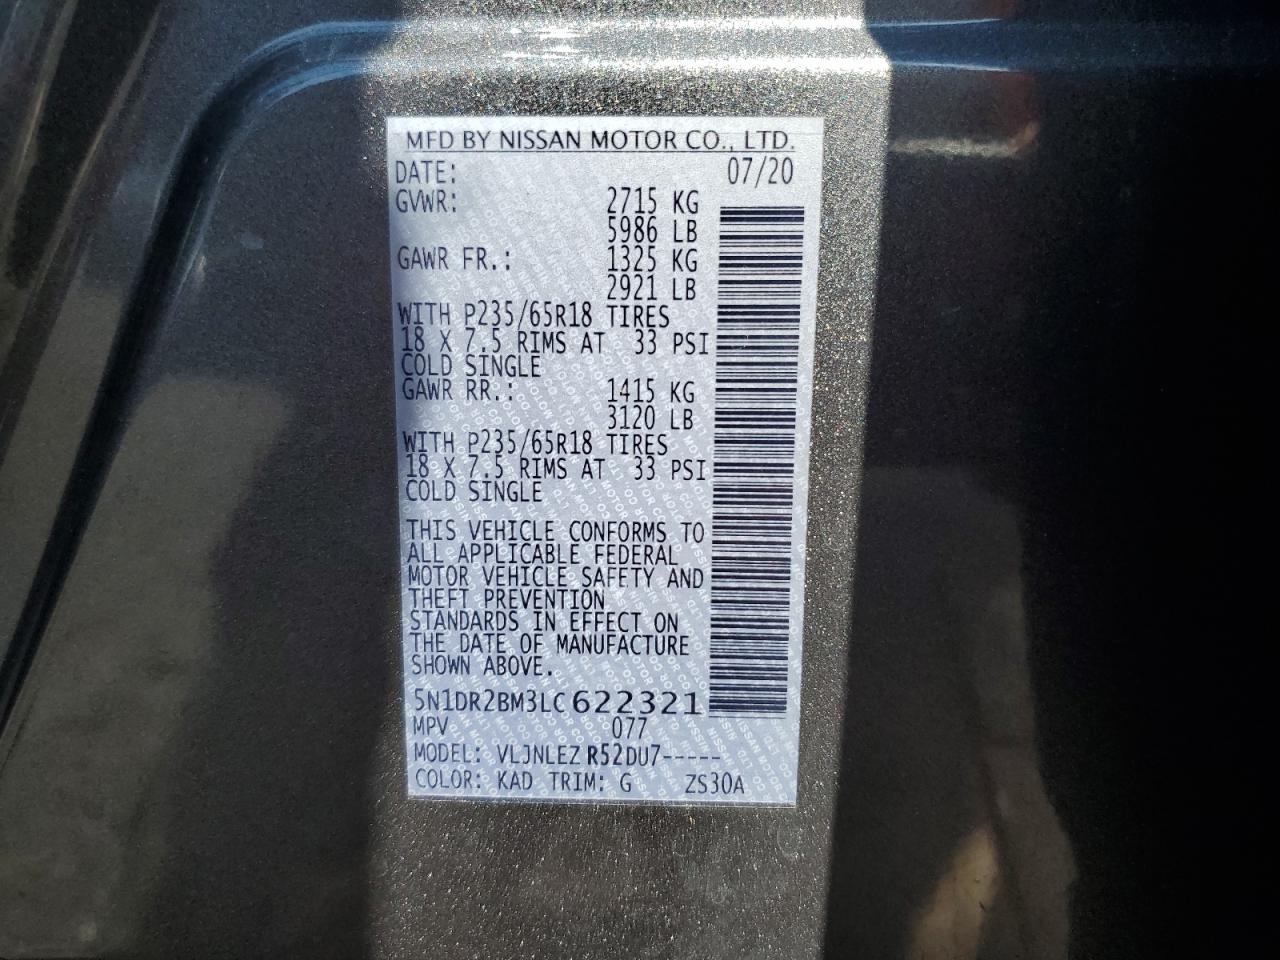 MFD BY NISSAN MOTOR CO., LTD.
DATE: 07/20
GVWR: 2715 KG
5986 LB
GAWR FR.: 1325 KG
2921 LB
WITH P235/65R18 TIRES
18 X 7.5 RIMS AT 33 PSI
COLD SINGLE
GAWR RR.: 1415 KG
3120 LB
WITH P235/65R18 TIRES
18 X 7.5 RIMS AT 33 PSI
COLD SINGLE
THIS VEHICLE CONFORMS TO
ALL APPLICABLE FEDERAL
MOTOR VEHICLE SAFETY AND
THEFT PREVENTION
STANDARDS IN EFFECT ON
THE DATE OF MANUFACTURE
SHOWN ABOVE.
5N1DR2BM3LC622321
MPV 077
MODEL: VLJNLEZ R52DU7-----
COLOR: KAD TRIM: G ZS30A